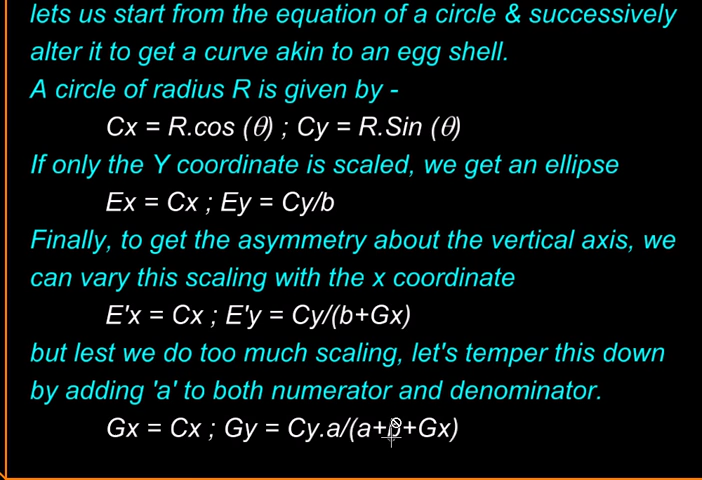 lets us start from the equation of a circle & successively
alter it to get a curve akin to an egg shell.
A circle of radius R is given by -
Cx = R.cos (θ) ; Cy = R.Sin (θ)
If only the Y coordinate is scaled, we get an ellipse
Ex = Cx ; Ey = Cy/b
Finally, to get the asymmetry about the vertical axis, we
can vary this scaling with the x coordinate
E'x = Cx ; E'y = Cy/(b+Gx)
but lest we do too much scaling, let's temper this down
by adding 'a' to both numerator and denominator.
Gx = Cx ; Gy = Cy.a/(a+b+Gx)